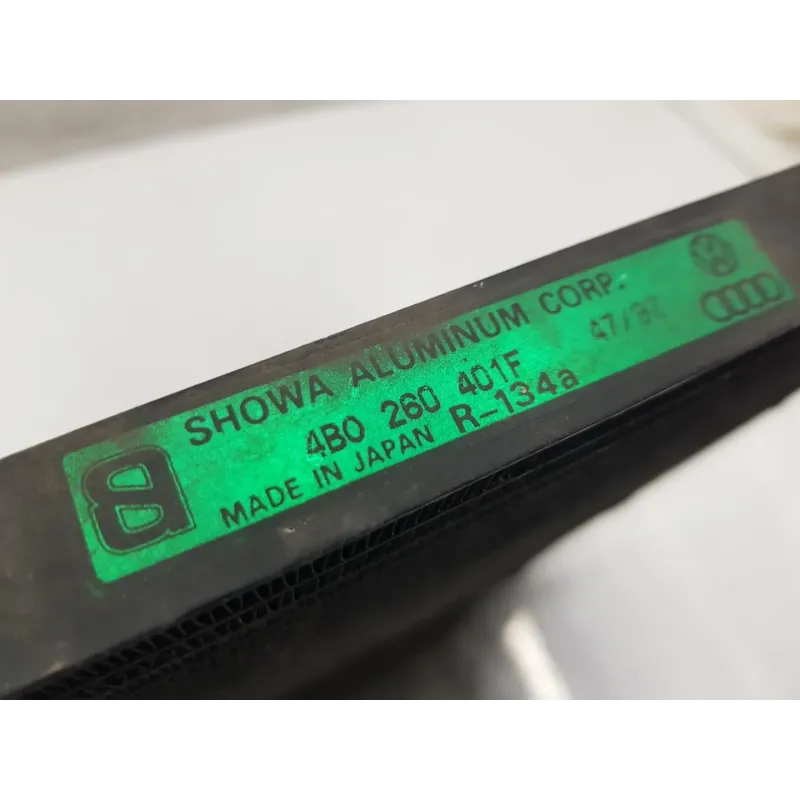 SHOWA ALUMINUM CORP.
4B0 260 401F
MADE IN JAPAN R-134a